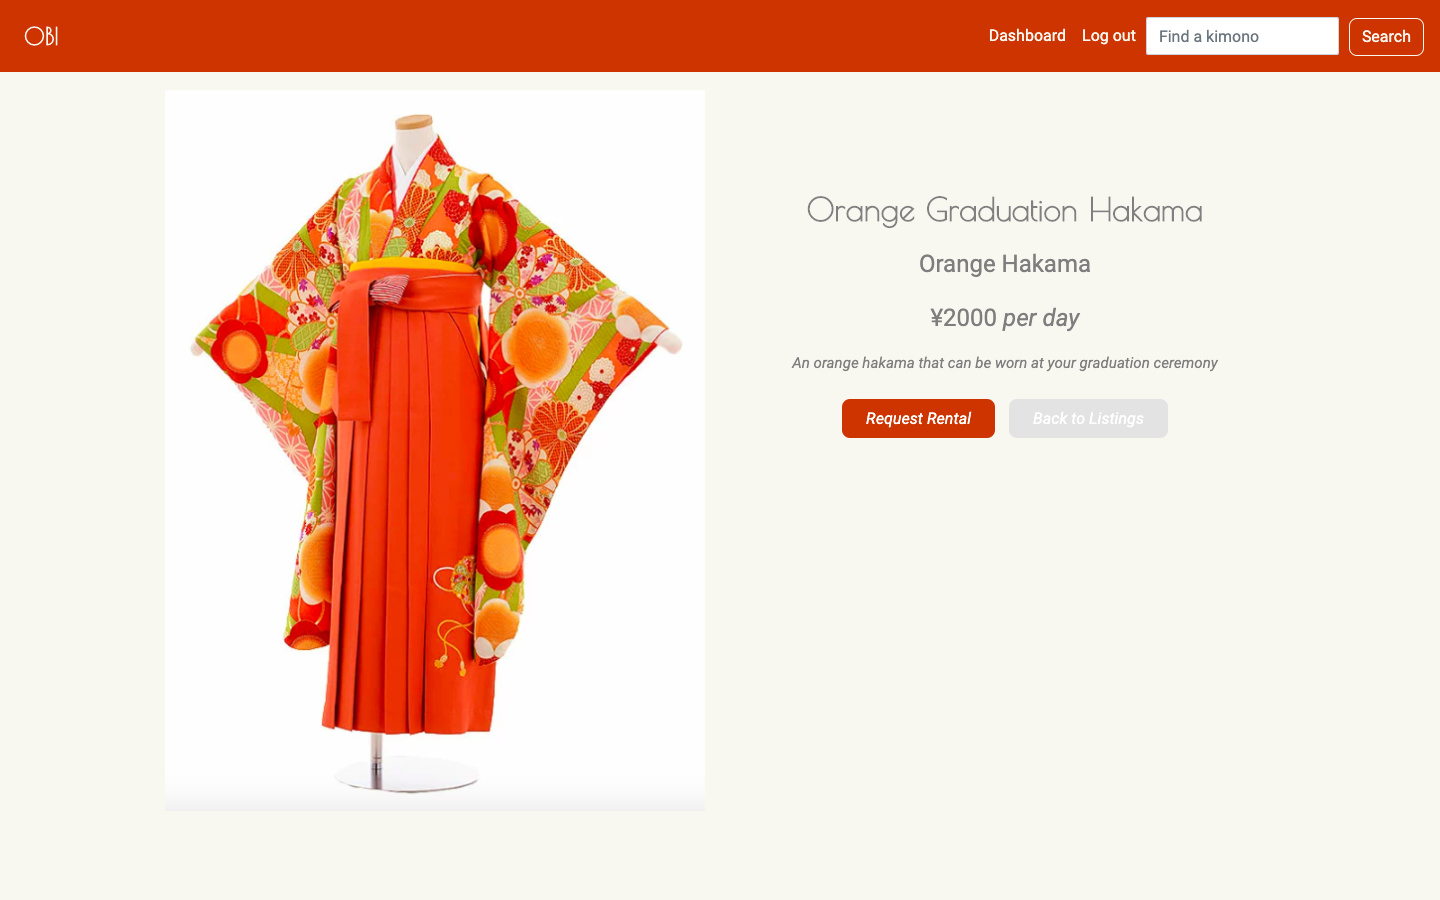 OBI
Dashboard Log out Find a kimono Search
Orange Graduation Hakama
Orange Hakama
¥2000 per day
An orange hakama that can be worn at your graduation ceremony
Request Rental Back to Listings